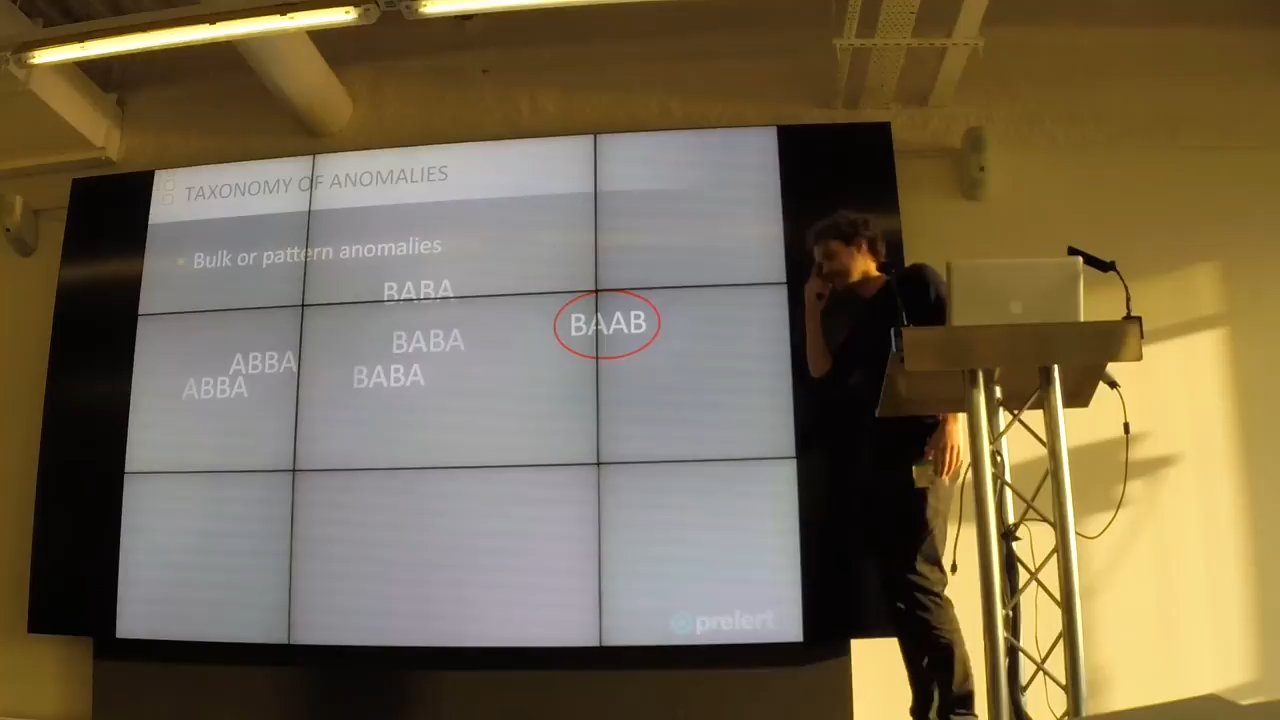 TAXONOMY OF ANOMALIES
Bulk or pattern anomalies
BABA
BAAB
BABA
ABBA
BABA
ABBA
prelert